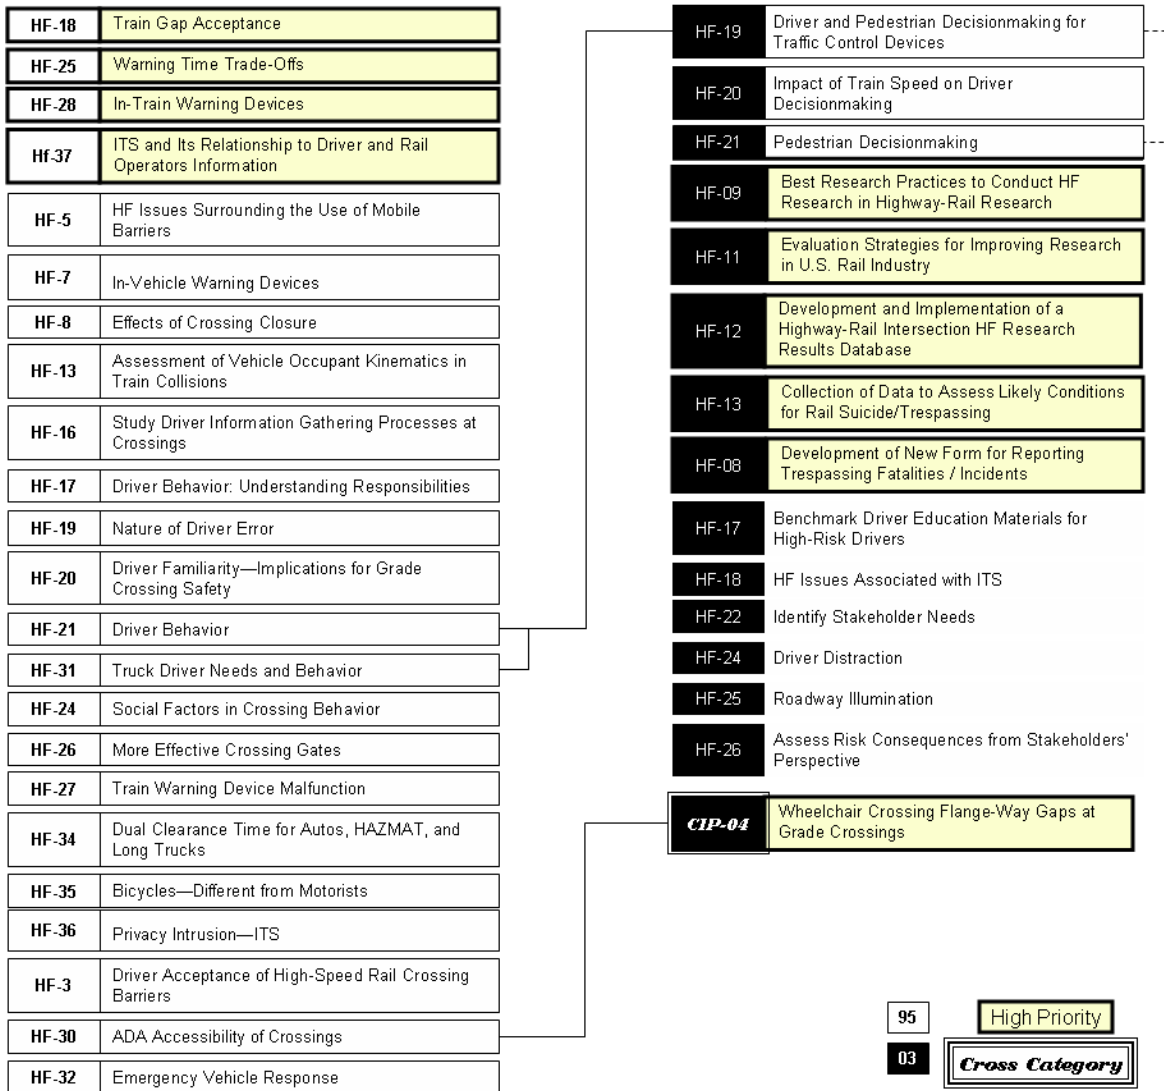 HF-18 Train Gap Acceptance
HF-25 Warning Time Trade-Offs
HF-28 In-Train Warning Devices
Hf-37 ITS and Its Relationship to Driver and Rail
Operators Information
HF-5 HF Issues Surrounding the Use of Mobile
Barriers
HF-7 In-Vehicle Warning Devices
HF-8 Effects of Crossing Closure
HF-13 Assessment of Vehicle Occupant Kinematics in
Train Collisions
HF-16 Study Driver Information Gathering Processes at
Crossings
HF-17 Driver Behavior: Understanding Responsibilities
HF-19 Nature of Driver Error
HF-20 Driver Familiarity—Implications for Grade
Crossing Safety
HF-21 Driver Behavior
HF-31 Truck Driver Needs and Behavior
HF-24 Social Factors in Crossing Behavior
HF-26 More Effective Crossing Gates
HF-27 Train Warning Device Malfunction
HF-34 Dual Clearance Time for Autos, HAZMAT, and
Long Trucks
HF-35 Bicycles—Different from Motorists
HF-36 Privacy Intrusion—ITS
HF-3 Driver Acceptance of High-Speed Rail Crossing
Barriers
HF-30 ADA Accessibility of Crossings
HF-32 Emergency Vehicle Response
HF-19 Driver and Pedestrian Decisionmaking for
Traffic Control Devices
HF-20 Impact of Train Speed on Driver
Decisionmaking
HF-21 Pedestrian Decisionmaking
HF-09 Best Research Practices to Conduct HF
Research in Highway-Rail Research
HF-11 Evaluation Strategies for Improving Research
in U.S. Rail Industry
HF-12 Development and Implementation of a
Highway-Rail Intersection HF Research
Results Database
HF-13 Collection of Data to Assess Likely Conditions
for Rail Suicide/Trespassing
HF-08 Development of New Form for Reporting
Trespassing Fatalities / Incidents
HF-17 Benchmark Driver Education Materials for
High-Risk Drivers
HF-18 HF Issues Associated with ITS
HF-22 Identify Stakeholder Needs
HF-24 Driver Distraction
HF-25 Roadway Illumination
HF-26 Assess Risk Consequences from Stakeholders'
Perspective
CIP-04 Wheelchair Crossing Flange-Way Gaps at
Grade Crossings
95 High Priority
03 Cross Category